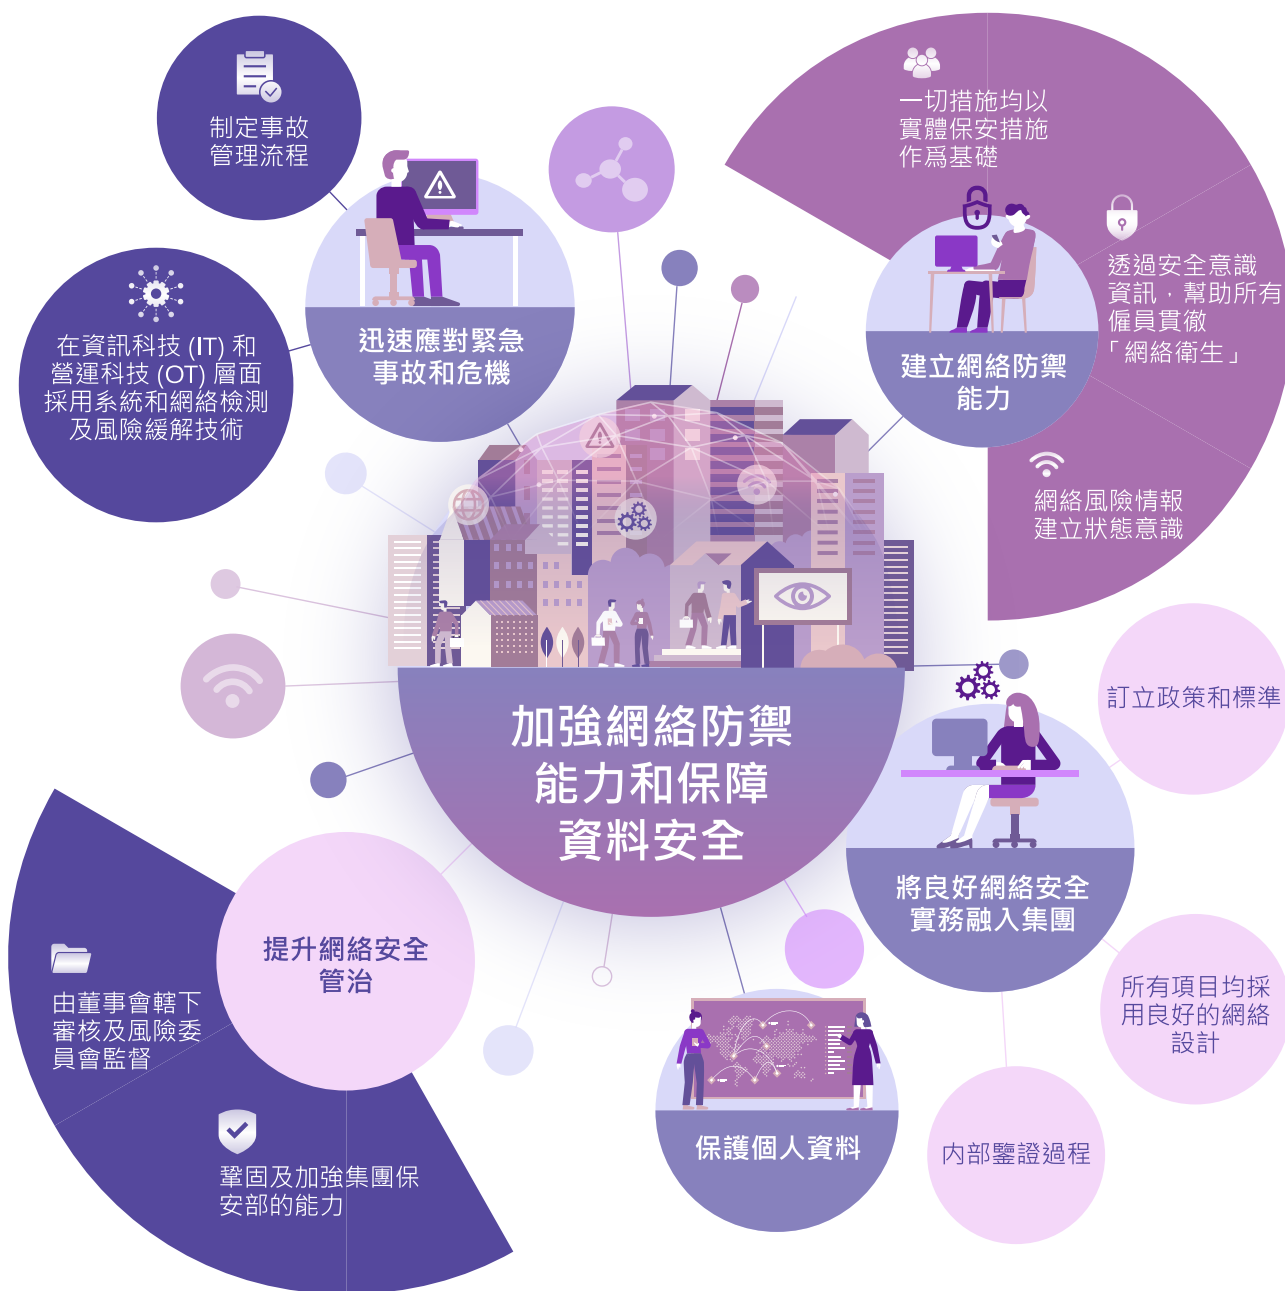 制定事故
管理流程
在資訊科技 (IT) 和
營運科技 (OT) 層面
採用系統和網絡檢測
及風險緩解技術
迅速應對緊急
事故和危機
一切措施均以
實體保安措施
作爲基礎
透過安全意識
資訊，幫助所有
僱員貫徹
「網絡衛生」
網絡風險情報
建立狀態意識
建立網絡防禦
能力
加強網絡防禦
能力和保障
資料安全
訂立政策和標準
將良好網絡安全
實務融入集團
所有項目均採
用良好的網絡
設計
内部鑒證過程
保護個人資料
提升網絡安全
管治
由董事會轄下
審核及風險委
員會監督
鞏固及加強集團保
安部的能力